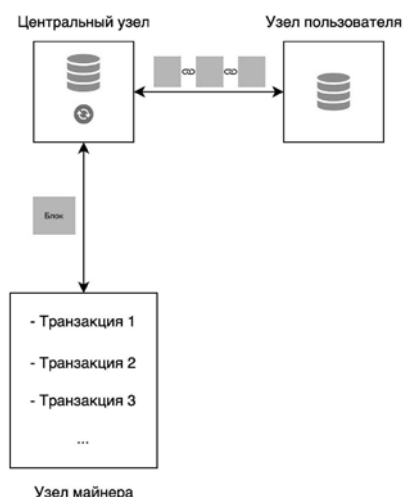 Центральный узел
Узел пользователя
Блок
- Транзакция 1
- Транзакция 2
- Транзакция 3
...
Узел майнера